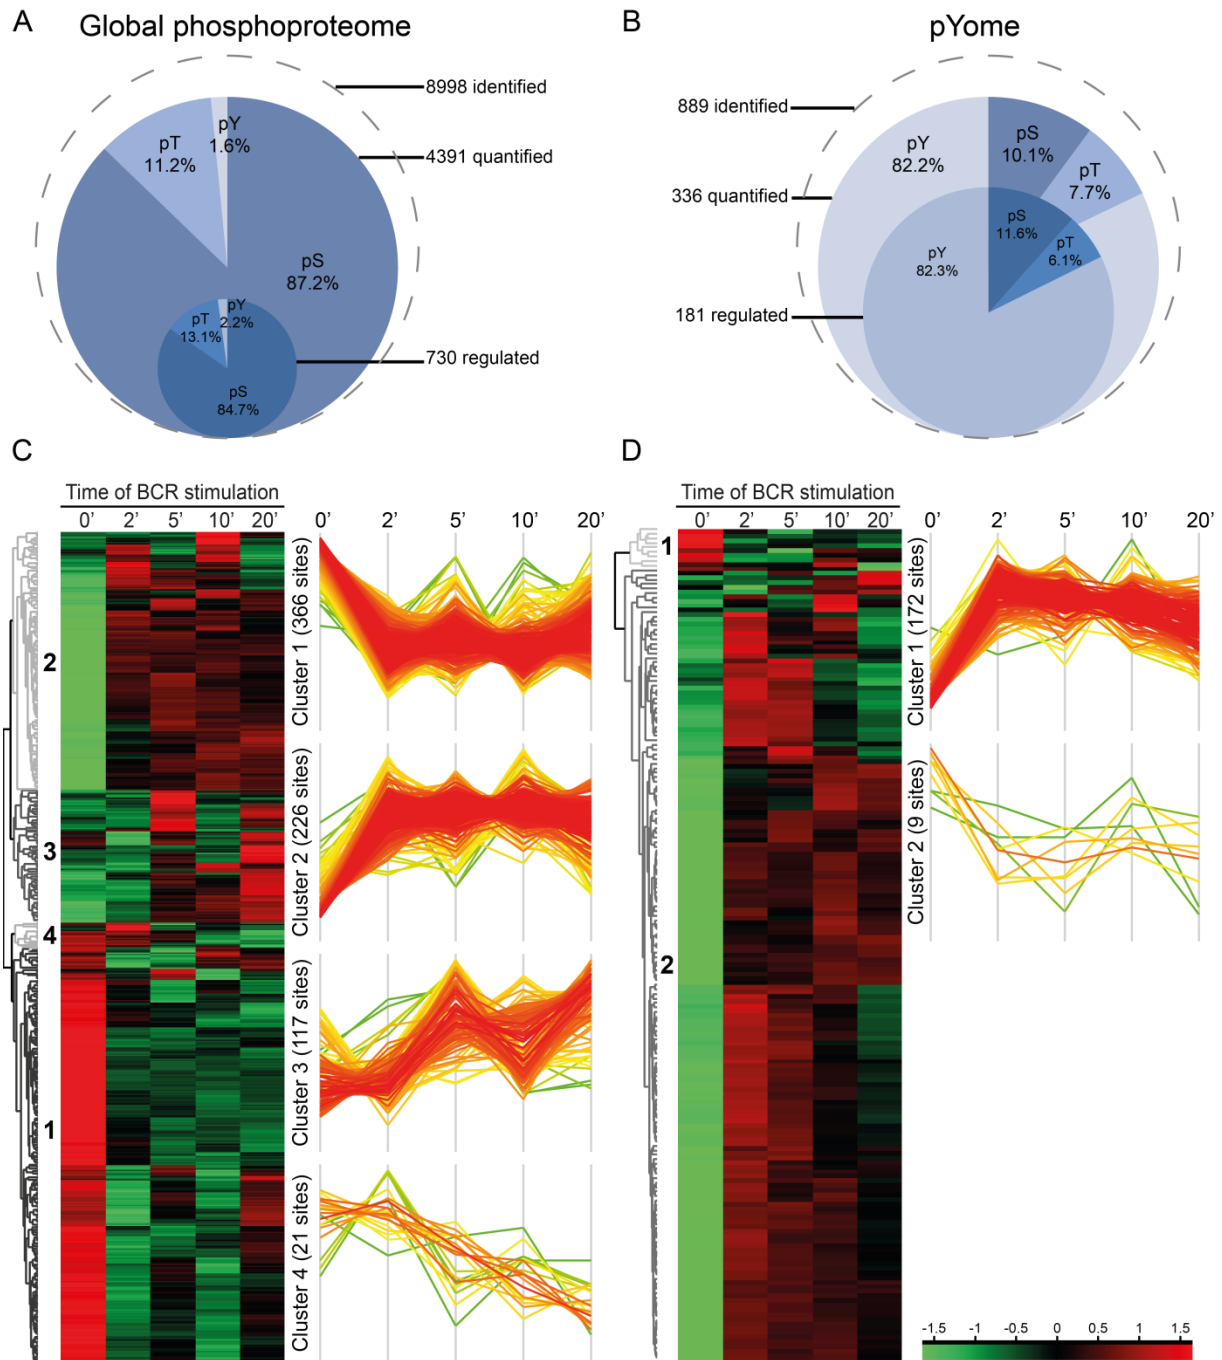 A
Global phosphoproteome
8998 identified
4391 quantified
730 regulated
pY
1.6%
pT
11.2%
pS
87.2%
pY
2.2%
pT
13.1%
pS
84.7%
B
pYome
889 identified
336 quantified
181 regulated
pY
82.2%
pS
10.1%
pT
7.7%
pS
11.6%
pT
6.1%
pY
82.3%
C
Time of BCR stimulation
0' 2' 5' 10' 20'
2
3
4
1
0' 2' 5' 10' 20'
Cluster 1 (366 sites)
Cluster 2 (226 sites)
Cluster 3 (117 sites)
Cluster 4 (21 sites)
D
Time of BCR stimulation
0' 2' 5' 10' 20'
1
2
0' 2' 5' 10' 20'
Cluster 1 (172 sites)
Cluster 2 (9 sites)
-1.5 -1 -0.5 0 0.5 1 1.5